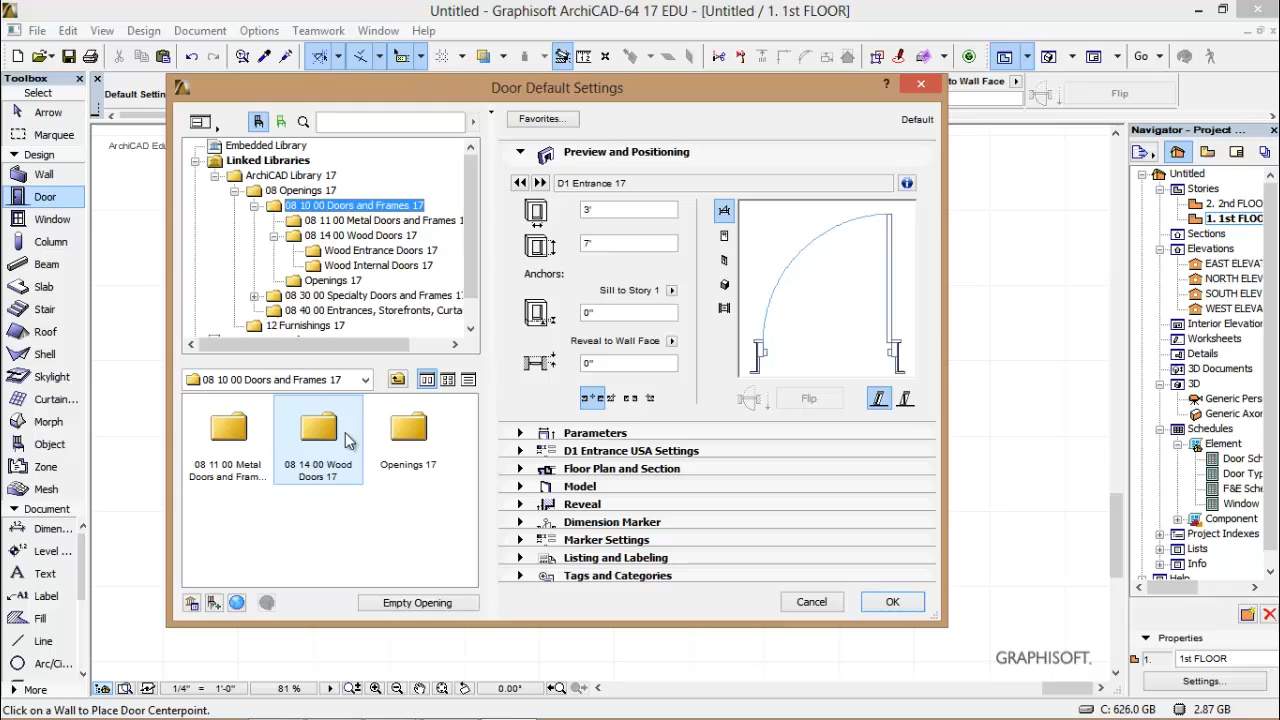 Untitled - Graphisoft ArchiCAD-64 17 EDU - [Untitled / 1. 1st FLOOR]
File Edit View Design Document Options Teamwork Window Help
Go
Toolbox
Select
Arrow
Marquee
Design
Wall
Door
Window
Column
Beam
Slab
Stair
Roof
Shell
Skylight
Curtain...
Morph
Object
Zone
Mesh
Document
Dimen...
Level ...
Text
Label
Fill
Line
Arc/Ci...
More
Default Settin
ArchiCAD Edu
Door Default Settings
?
Favorites...
Default
Embedded Library
Linked Libraries
ArchiCAD Library 17
08 Openings 17
08 10 00 Doors and Frames 17
08 11 00 Metal Doors and Frames 1
08 14 00 Wood Doors 17
Wood Entrance Doors 17
Wood Internal Doors 17
Openings 17
08 30 00 Specialty Doors and Frames 17
08 40 00 Entrances, Storefronts, Curta
12 Furnishings 17
08 10 00 Doors and Frames 17
08 11 00 Metal
Doors and Fram...
08 14 00 Wood
Doors 17
Openings 17
Empty Opening
Preview and Positioning
D1 Entrance 17
3'
7'
Anchors:
Sill to Story 1
0"
Reveal to Wall Face
0"
Flip
Parameters
D1 Entrance USA Settings
Floor Plan and Section
Model
Reveal
Dimension Marker
Marker Settings
Listing and Labeling
Tags and Categories
Cancel
OK
to Wall Face
Flip
Navigator - Project ...
Untitled
Stories
2. 2nd FLOO
1. 1st FLOO
Sections
Elevations
EAST ELEVA
NORTH ELEV
SOUTH ELEV
WEST ELEVA
Interior Elevation
Worksheets
Details
3D Documents
3D
Generic Pers
Generic Axon
Schedules
Element
Door Sch
Door Typ
F&E Sche
Window
Component
Project Indexes
Lists
Info
Help
Properties
1.
1st FLOOR
Settings...
GRAPHISOFT.
1/4" = 1'-0"
81 %
0.00°
Click on a Wall to Place Door Centerpoint.
C: 626.0 GB
2.87 GB